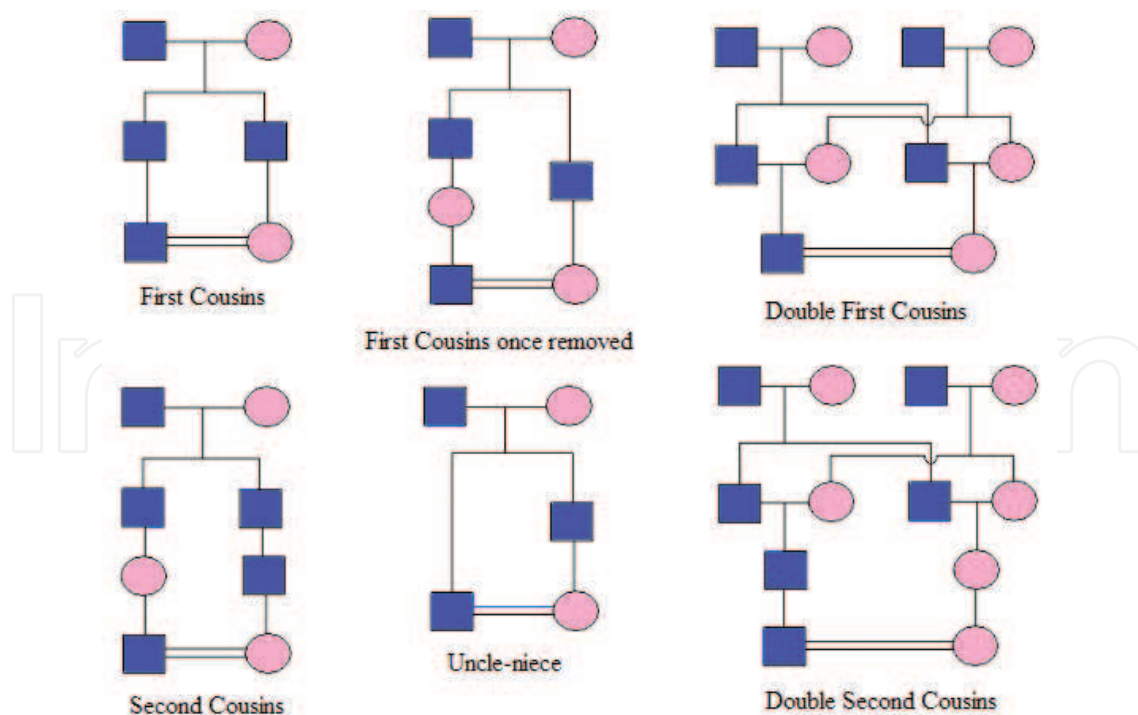 First Cousins
First Cousins once removed
Double First Cousins
Second Cousins
Uncle-niece
Double Second Cousins